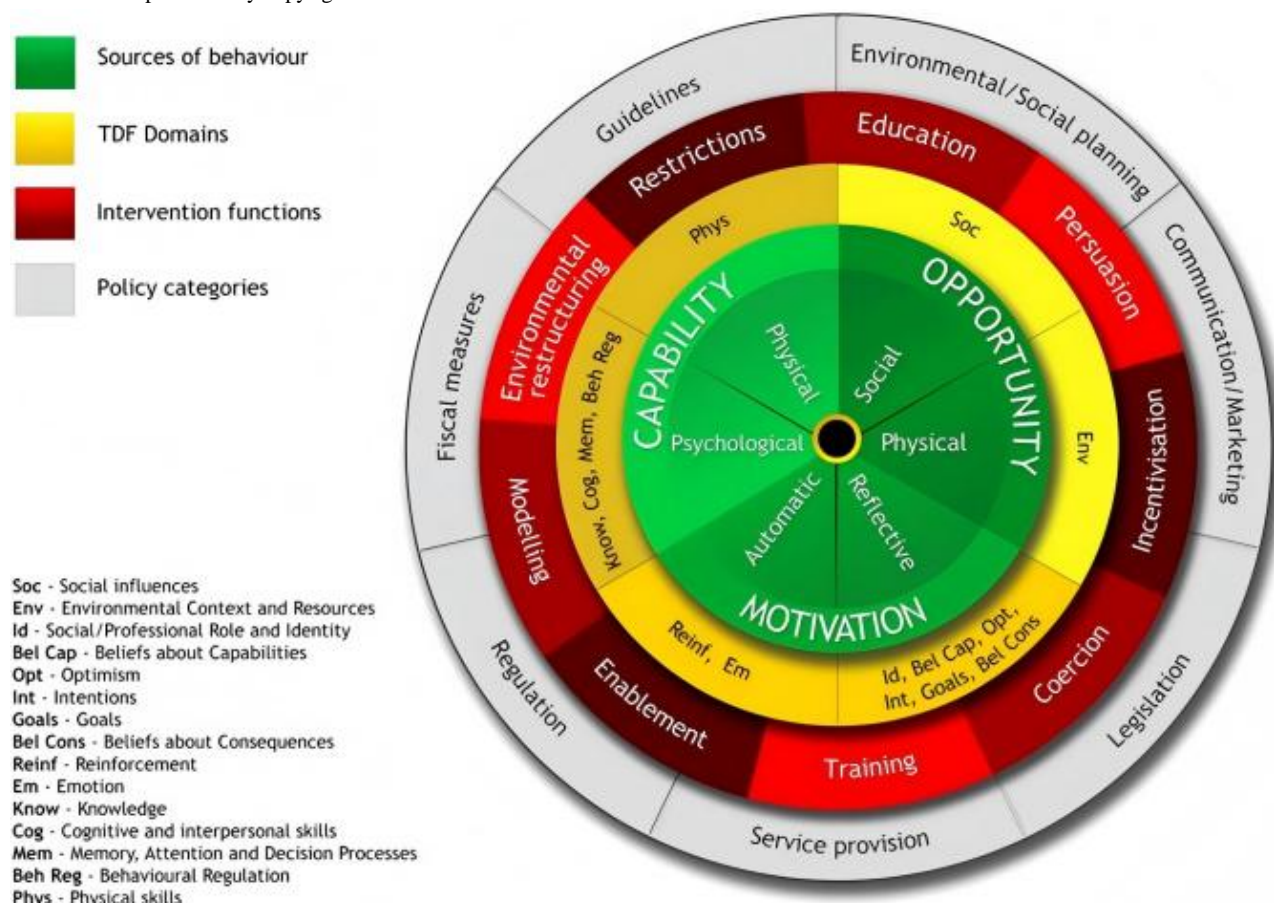 Sources of behaviour
TDF Domains
Intervention functions
Policy categories
Soc - Social influences
Env - Environmental Context and Resources
Id - Social/Professional Role and Identity
Bel Cap - Beliefs about Capabilities
Opt - Optimism
Int - Intentions
Goals - Goals
Bel Cons - Beliefs about Consequences
Reinf - Reinforcement
Em - Emotion
Know - Knowledge
Cog - Cognitive and interpersonal skills
Mem - Memory, Attention and Decision Processes
Beh Reg - Behavioural Regulation
Phys - Physical skills
Guidelines
Environmental/Social planning
Communication/Marketing
Legislation
Service provision
Regulation
Fiscal measures
Restrictions
Education
Persuasion
Incentivisation
Coercion
Training
Enablement
Modelling
Environmental
restructuring
Phys
Soc
Env
Id, Bel Cap, Opt,
Int, Goals, Bel Cons
Reinf, Em
Know, Cog, Mem, Beh Reg
CAPABILITY
OPPORTUNITY
MOTIVATION
Physical
Social
Physical
Reflective
Automatic
Psychological